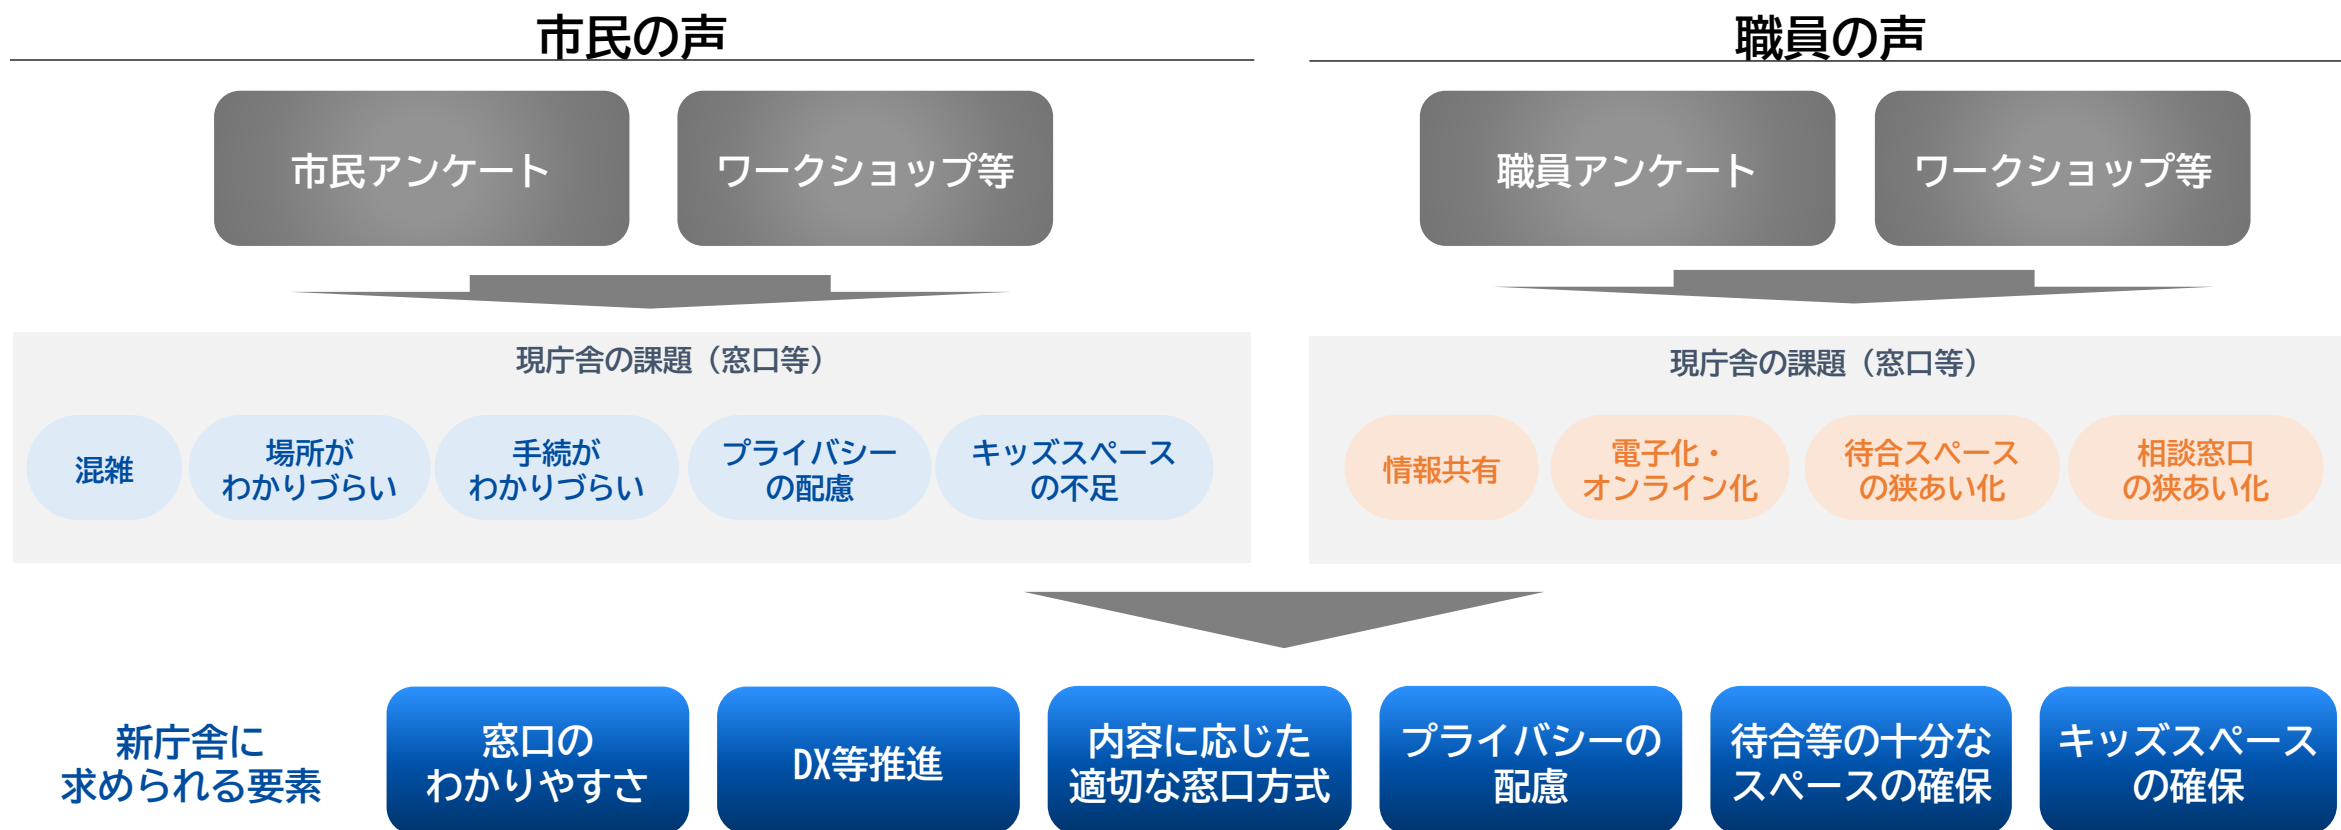 市民の声
市民アンケート
ワークショップ等
現庁舎の課題（窓口等）
混雑
場所が
わかりづらい
手続が
わかりづらい
プライバシー
の配慮
キッズスペース
の不足
職員の声
職員アンケート
ワークショップ等
現庁舎の課題（窓口等）
情報共有
電子化・
オンライン化
待合スペース
の狭あい化
相談窓口
の狭あい化
新庁舎に
求められる要素
窓口の
わかりやすさ
DX等推進
内容に応じた
適切な窓口方式
プライバシーの
配慮
待合等の十分な
スペースの確保
キッズスペース
の確保